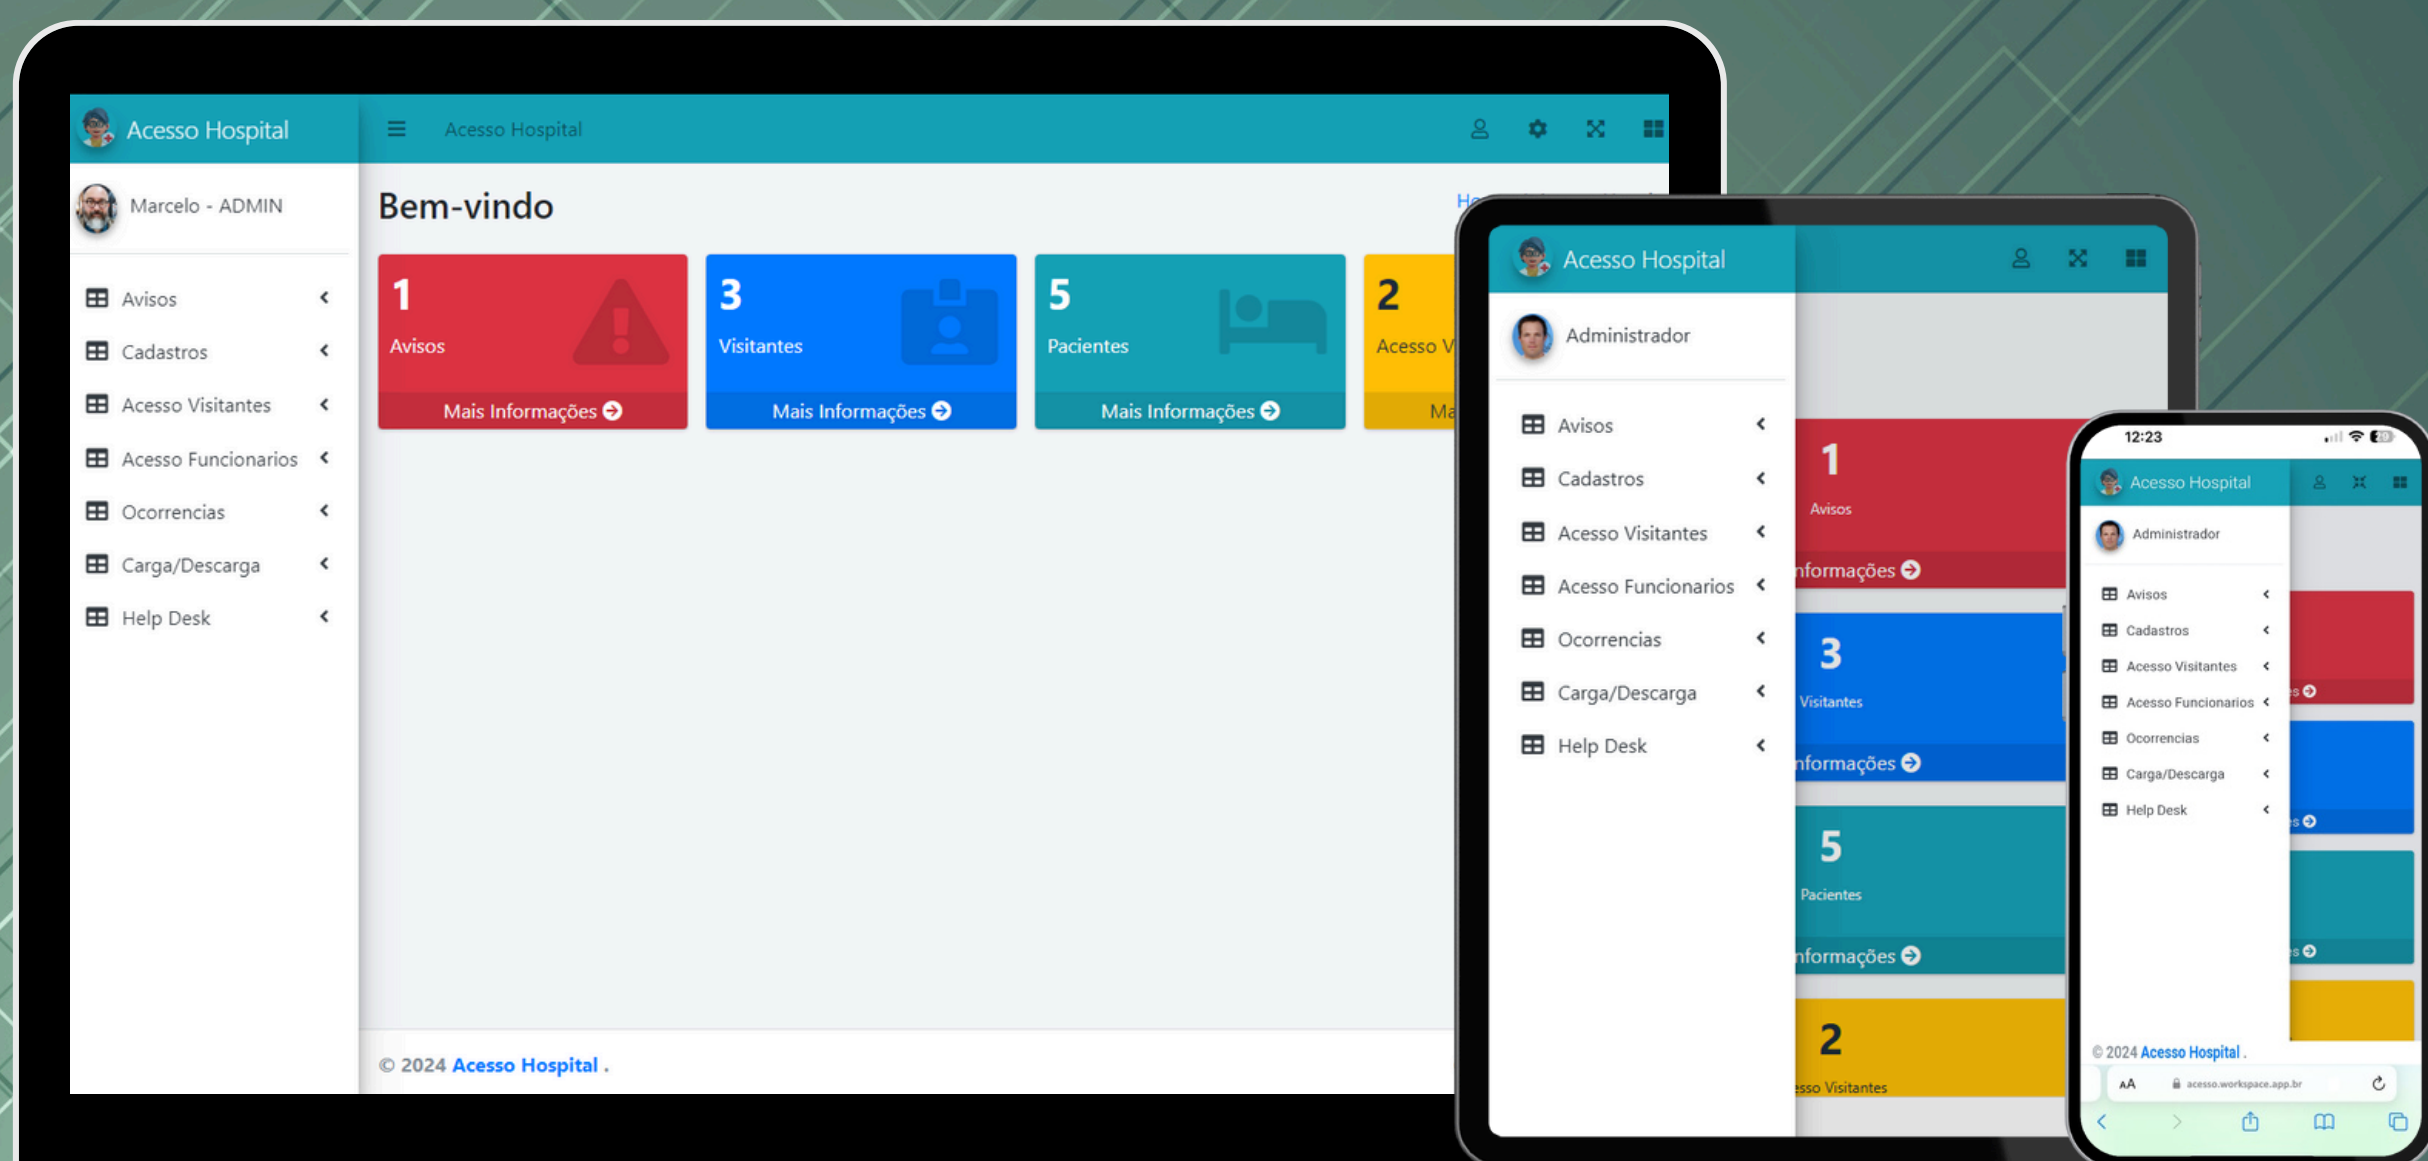 Acesso Hospital
Acesso Hospital
Marcelo - ADMIN
Bem-vindo
Avisos
Cadastros
Acesso Visitantes
Acesso Funcionarios
Ocorrencias
Carga/Descarga
Help Desk
1
Avisos
Mais Informações
3
Visitantes
Mais Informações
5
Pacientes
Mais Informações
2
Acesso
© 2024 Acesso Hospital .
Acesso Hospital
Administrador
Avisos
Cadastros
Acesso Visitantes
Acesso Funcionarios
Ocorrencias
Carga/Descarga
Help Desk
1
Avisos
3
Visitantes
5
Pacientes
2
Visitantes
12:23
Acesso Hospital
Administrador
Avisos
Cadastros
Acesso Visitantes
Acesso Funcionarios
Ocorrencias
Carga/Descarga
Help Desk
© 2024 Acesso Hospital .
AA acesso.workspace.app.br